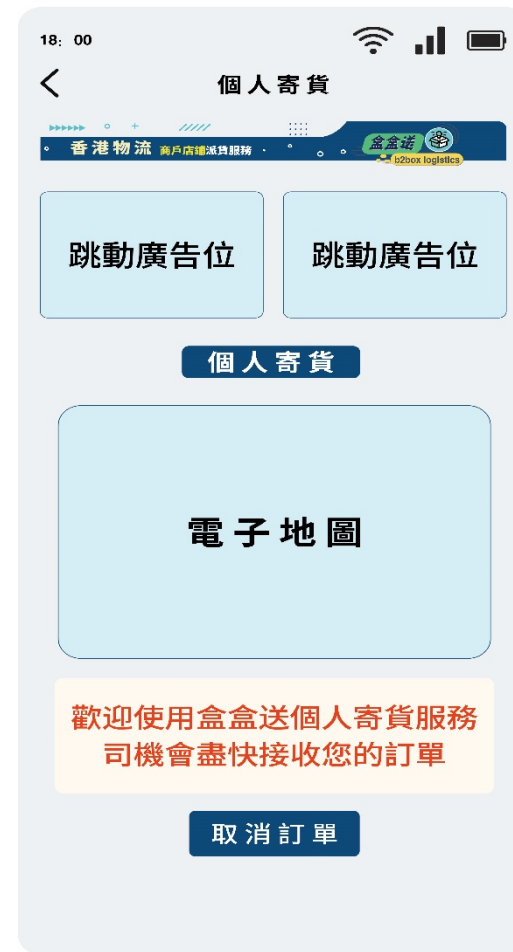 18: 00
個人寄貨
香港物流 商戶店鋪派貨服務
盒盒送
b2box logistics
跳動廣告位
跳動廣告位
個人寄貨
電子地圖
歡迎使用盒盒送個人寄貨服務
司機會盡快接收您的訂單
取消訂單